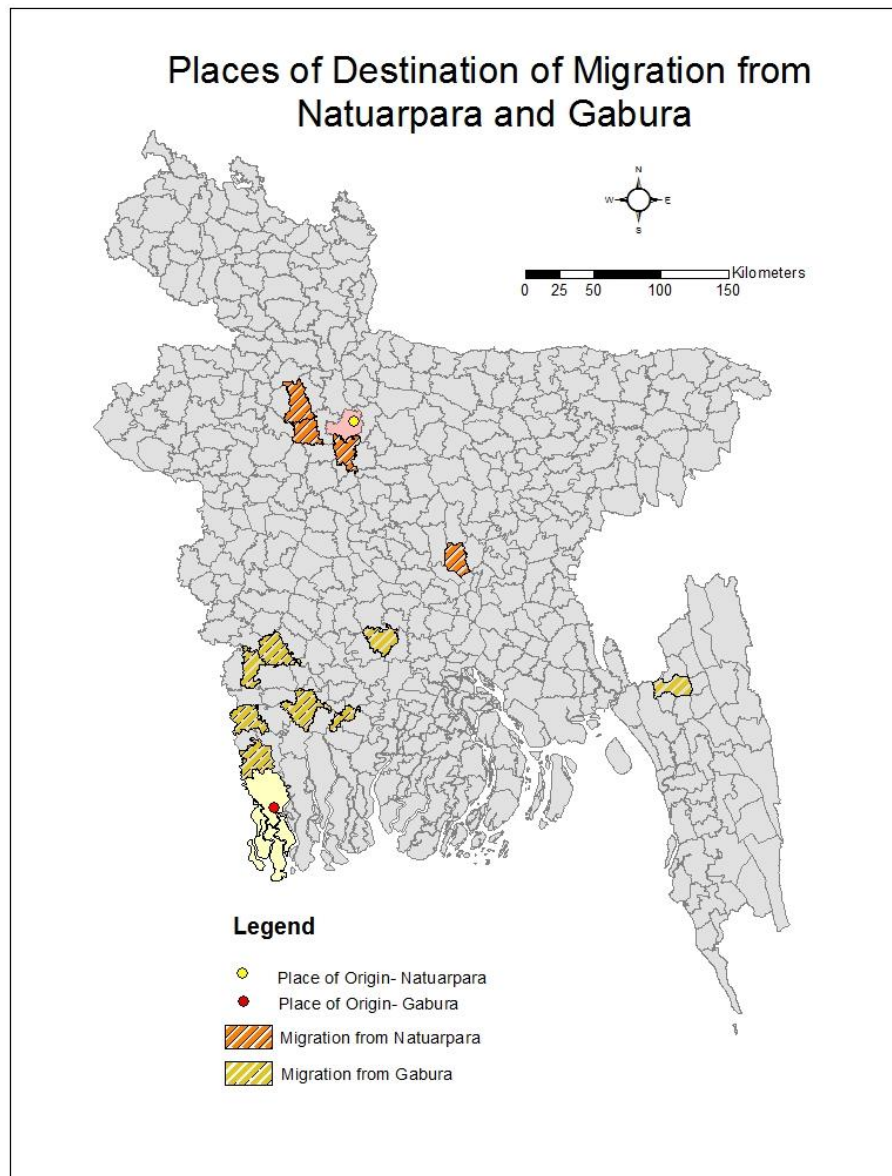 Places of Destination of Migration from
Natuarpara and Gabura
N
W E
S
Kilometers
0 25 50 100 150
Legend
Place of Origin- Natuarpara
Place of Origin- Gabura
Migration from Natuarpara
Migration from Gabura